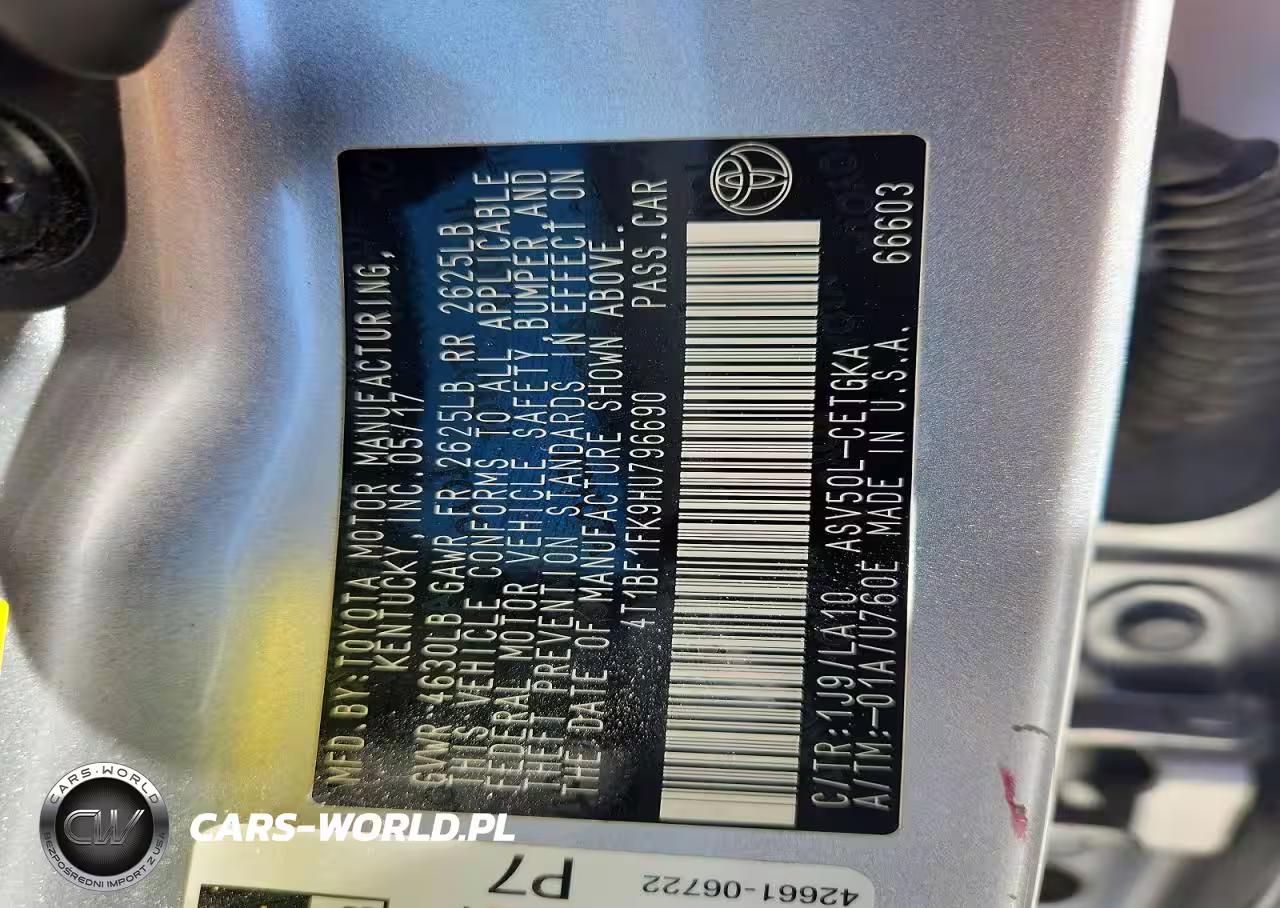 MFD.BY:TOYOTA MOTOR MANUFACTURING,
KENTUCKY,INC.05/17
GVWR 4630LB GAWR FR 2625LB RR 2625LB
THIS VEHICLE CONFORMS TO ALL APPLICABLE
FEDERAL MOTOR VEHICLE SAFETY,BUMPER,AND
THEFT PREVENTION STANDARDS IN EFFECT ON
THE DATE OF MANUFACTURE SHOWN ABOVE.
4T1BF1FK9HU796690 PASS.CAR
C/TR:1J9/LA10 ASV50L-CETGKA
A/TM:-01A/U760E MADE IN U.S.A. 66603
P7
42661-06722
CARS-WORLD
CW
BEZPOŚREDNI IMPORT Z USA
CARS-WORLD.PL